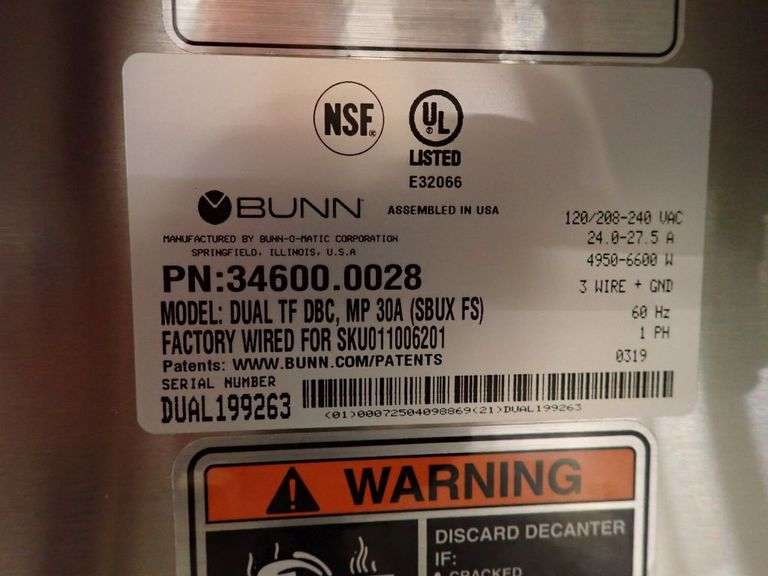 NSF®
UL®
LISTED
E32066
BUNN
ASSEMBLED IN USA
MANUFACTURED BY BUNN-O-MATIC CORPORATION
SPRINGFIELD, ILLINOIS, U.S.A
120/208-240 VAC
24.0-27.5 A
4950-6600 W
3 WIRE + GND
60 Hz
1 PH
0319
PN:34600.0028
MODEL: DUAL TF DBC, MP 30A (SBUX FS)
FACTORY WIRED FOR SKU011006201
Patents: WWW.BUNN.COM/PATENTS
SERIAL NUMBER
DUAL199263
(01)00072504098869(21)DUAL199263
WARNING
DISCARD DECANTER
IF:
CRACKED